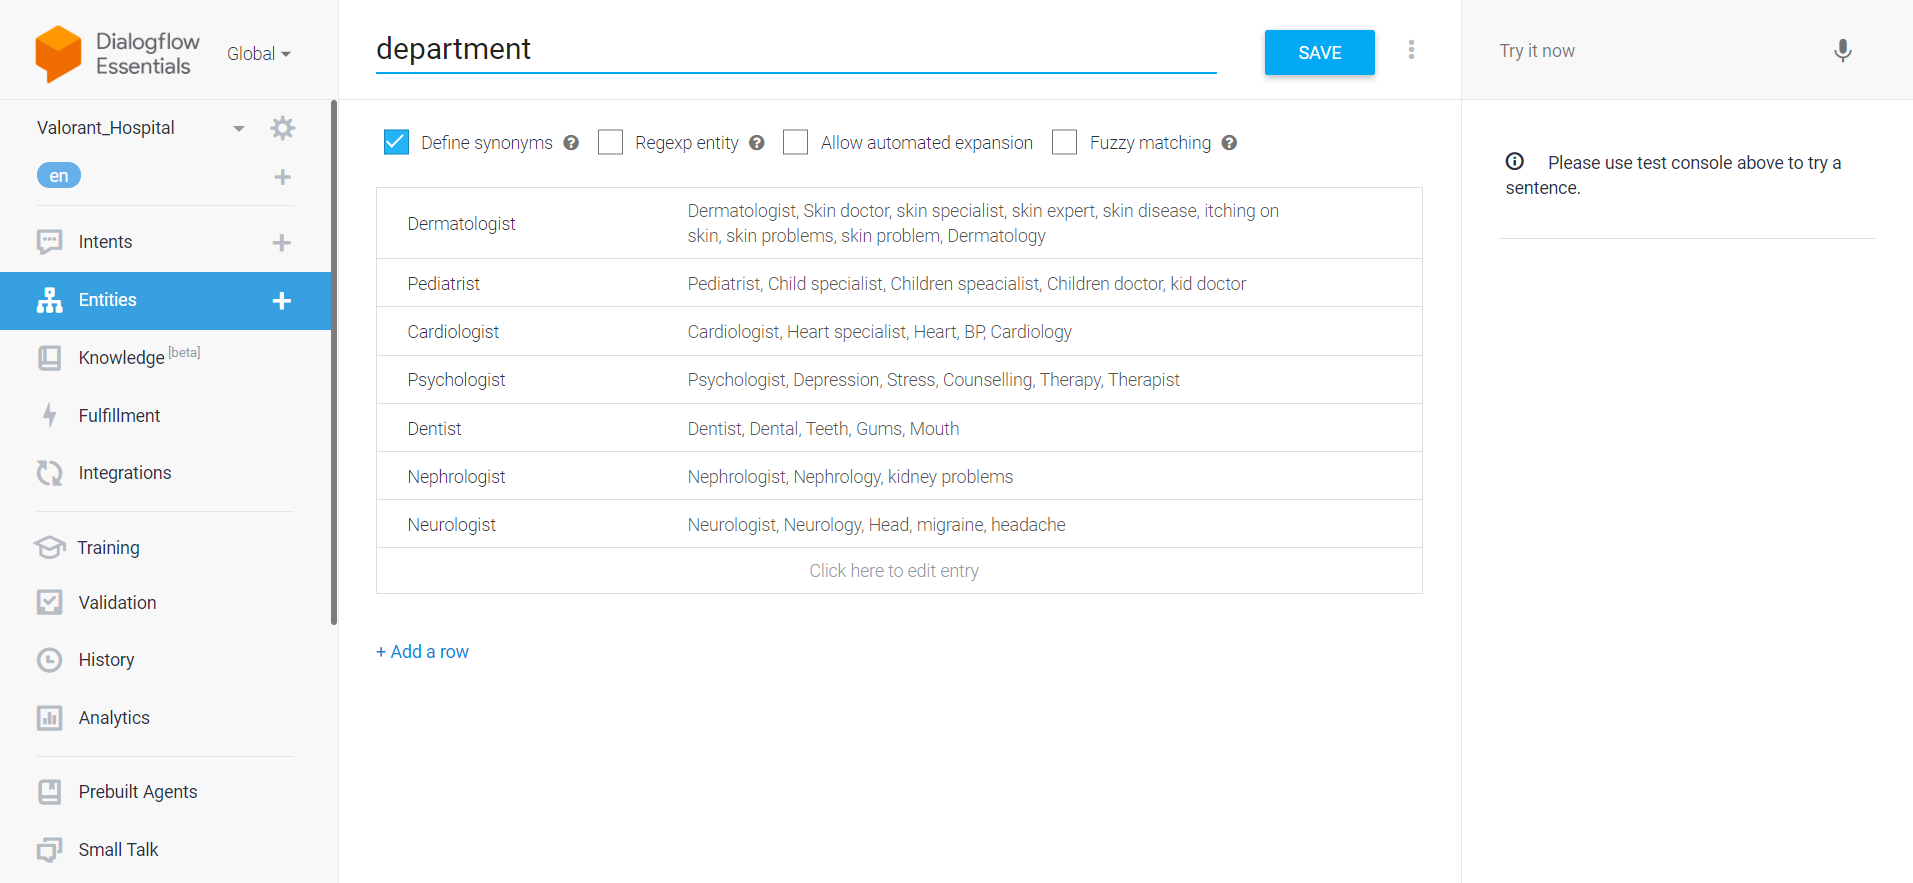 Dialogflow
Essentials
Global
Valorant_Hospital
en
Intents
Entities
Knowledge [beta]
Fulfillment
Integrations
Training
Validation
History
Analytics
Prebuilt Agents
Small Talk
department
SAVE
Define synonyms
Regexp entity
Allow automated expansion
Fuzzy matching
Dermatologist
Dermatologist, Skin doctor, skin specialist, skin expert, skin disease, itching on
skin, skin problems, skin problem, Dermatology
Pediatrist
Pediatrist, Child specialist, Children speacialist, Children doctor, kid doctor
Cardiologist
Cardiologist, Heart specialist, Heart, BP, Cardiology
Psychologist
Psychologist, Depression, Stress, Counselling, Therapy, Therapist
Dentist
Dentist, Dental, Teeth, Gums, Mouth
Nephrologist
Nephrologist, Nephrology, kidney problems
Neurologist
Neurologist, Neurology, Head, migraine, headache
Click here to edit entry
+ Add a row
Try it now
Please use test console above to try a
sentence.